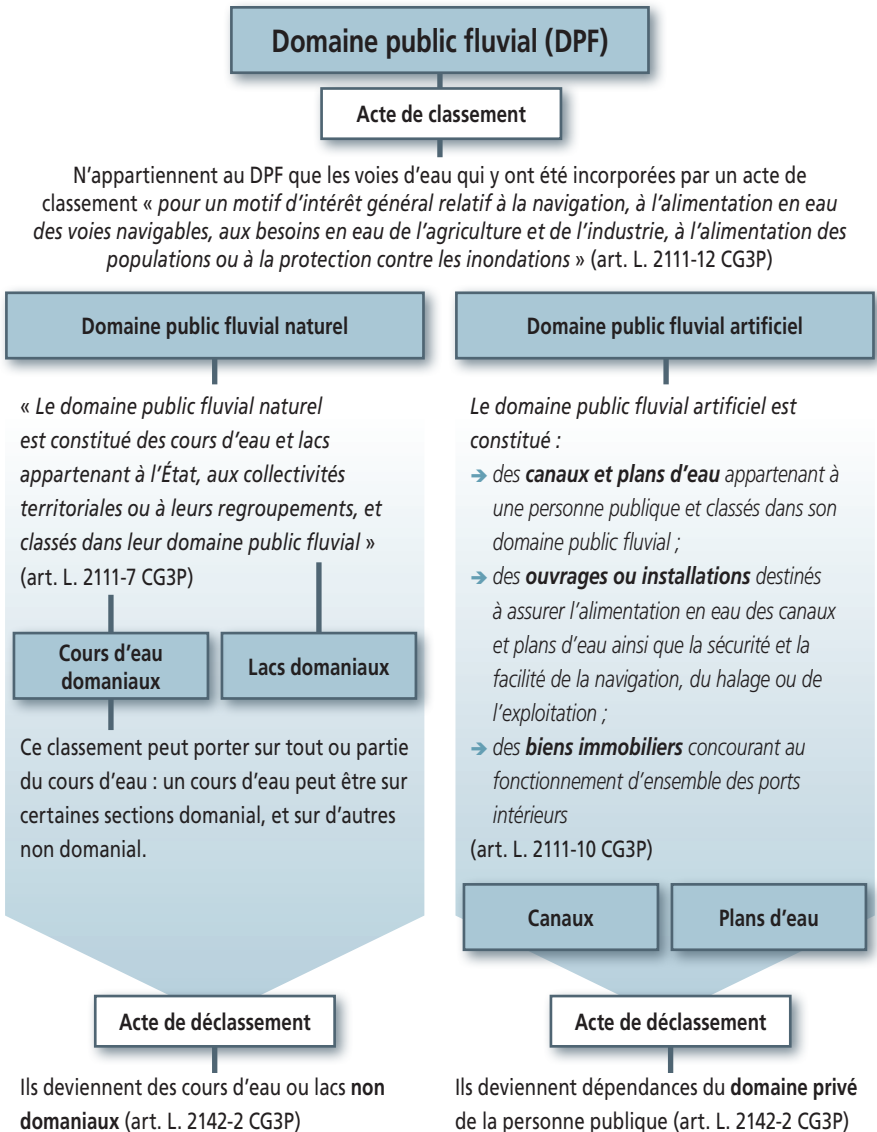 Domaine public fluvial (DPF)
Acte de classement
N'appartiennent au DPF que les voies d'eau qui y ont été incorporées par un acte de
classement « pour un motif d'intérêt général relatif à la navigation, à l'alimentation en eau
des voies navigables, aux besoins en eau de l'agriculture et de l'industrie, à l'alimentation des
populations ou à la protection contre les inondations » (art. L. 2111-12 CG3P)
Domaine public fluvial naturel
« Le domaine public fluvial naturel
est constitué des cours d'eau et lacs
appartenant à l'État, aux collectivités
territoriales ou à leurs regroupements, et
classés dans leur domaine public fluvial »
(art. L. 2111-7 CG3P)
Cours d'eau
domaniaux
Lacs domaniaux
Ce classement peut porter sur tout ou partie
du cours d'eau : un cours d'eau peut être sur
certaines sections domanial, et sur d'autres
non domanial.
Acte de déclassement
Ils deviennent des cours d'eau ou lacs non
domaniaux (art. L. 2142-2 CG3P)
Domaine public fluvial artificiel
Le domaine public fluvial artificiel est
constitué :
➔ des canaux et plans d'eau appartenant à
une personne publique et classés dans son
domaine public fluvial ;
➔ des ouvrages ou installations destinés
à assurer l'alimentation en eau des canaux
et plans d'eau ainsi que la sécurité et la
facilité de la navigation, du halage ou de
l'exploitation ;
➔ des biens immobiliers concourant au
fonctionnement d'ensemble des ports
intérieurs
(art. L. 2111-10 CG3P)
Canaux
Plans d'eau
Acte de déclassement
Ils deviennent dépendances du domaine privé
de la personne publique (art. L. 2142-2 CG3P)